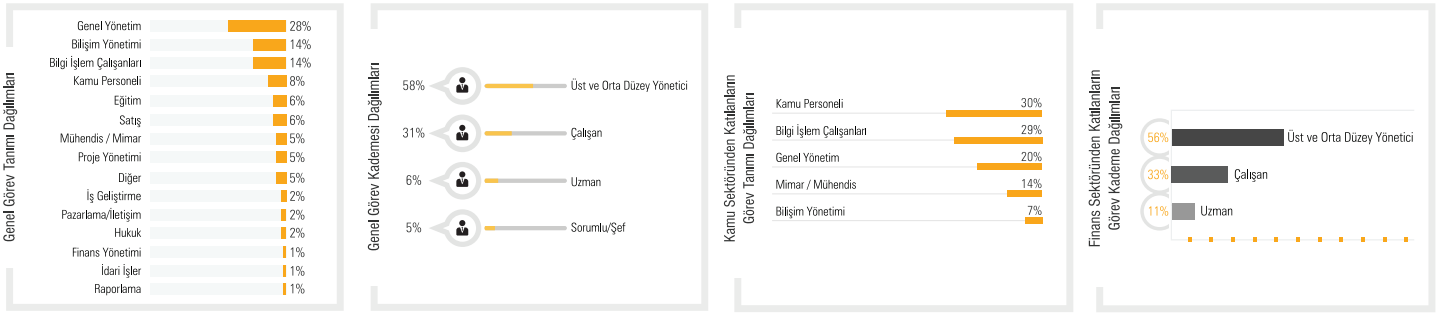 Genel Görev Tanımı Dağılımları
Genel Yönetim 28%
Bilişim Yönetimi 14%
Bilgi İşlem Çalışanları 14%
Kamu Personeli 8%
Eğitim 6%
Satış 6%
Mühendis / Mimar 5%
Proje Yönetimi 5%
Diğer 5%
İş Geliştirme 2%
Pazarlama/İletişim 2%
Hukuk 2%
Finans Yönetimi 1%
İdari İşler 1%
Raporlama 1%
Genel Görev Kademesi Dağılımları
58% Üst ve Orta Düzey Yönetici
31% Çalışan
6% Uzman
5% Sorumlu/Şef
Kamu Sektöründen Katılanların
Görev Tanımı Dağılımları
Kamu Personeli 30%
Bilgi İşlem Çalışanları 29%
Genel Yönetim 20%
Mimar / Mühendis 14%
Bilişim Yönetimi 7%
Finans Sektöründen Katılanların
Görev Kademe Dağılımları
56% Üst ve Orta Düzey Yönetici
33% Çalışan
11% Uzman